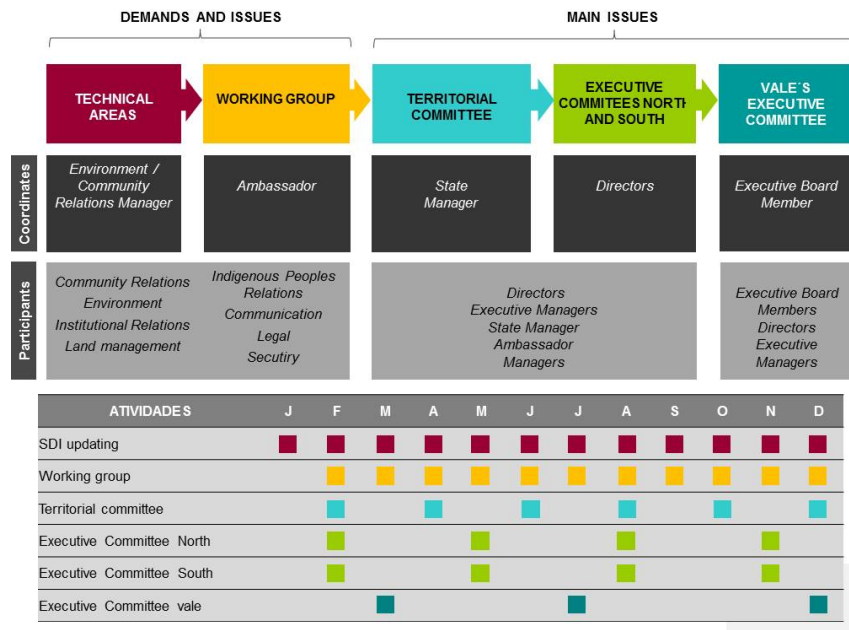 DEMANDS AND ISSUES
MAIN ISSUES
TECHNICAL
AREAS
WORKING GROUP
TERRITORIAL
COMMITTEE
EXECUTIVE
COMMITEES NORTH
AND SOUTH
VALE´S
EXECUTIVE
COMMITTEE
Coordinates
Environment /
Community
Relations Manager
Ambassador
State
Manager
Directors
Executive Board
Member
Participants
Community Relations
Environment
Institutional Relations
Land management
Indigenous Peoples
Relations
Communication
Legal
Secutiry
Directors
Executive Managers
State Manager
Ambassador
Managers
Executive Board
Members
Directors
Executive
Managers
ATIVIDADES J F M A M J J A S O N D
SDI updating
Working group
Territorial committee
Executive Committee North
Executive Committee South
Executive Committee vale